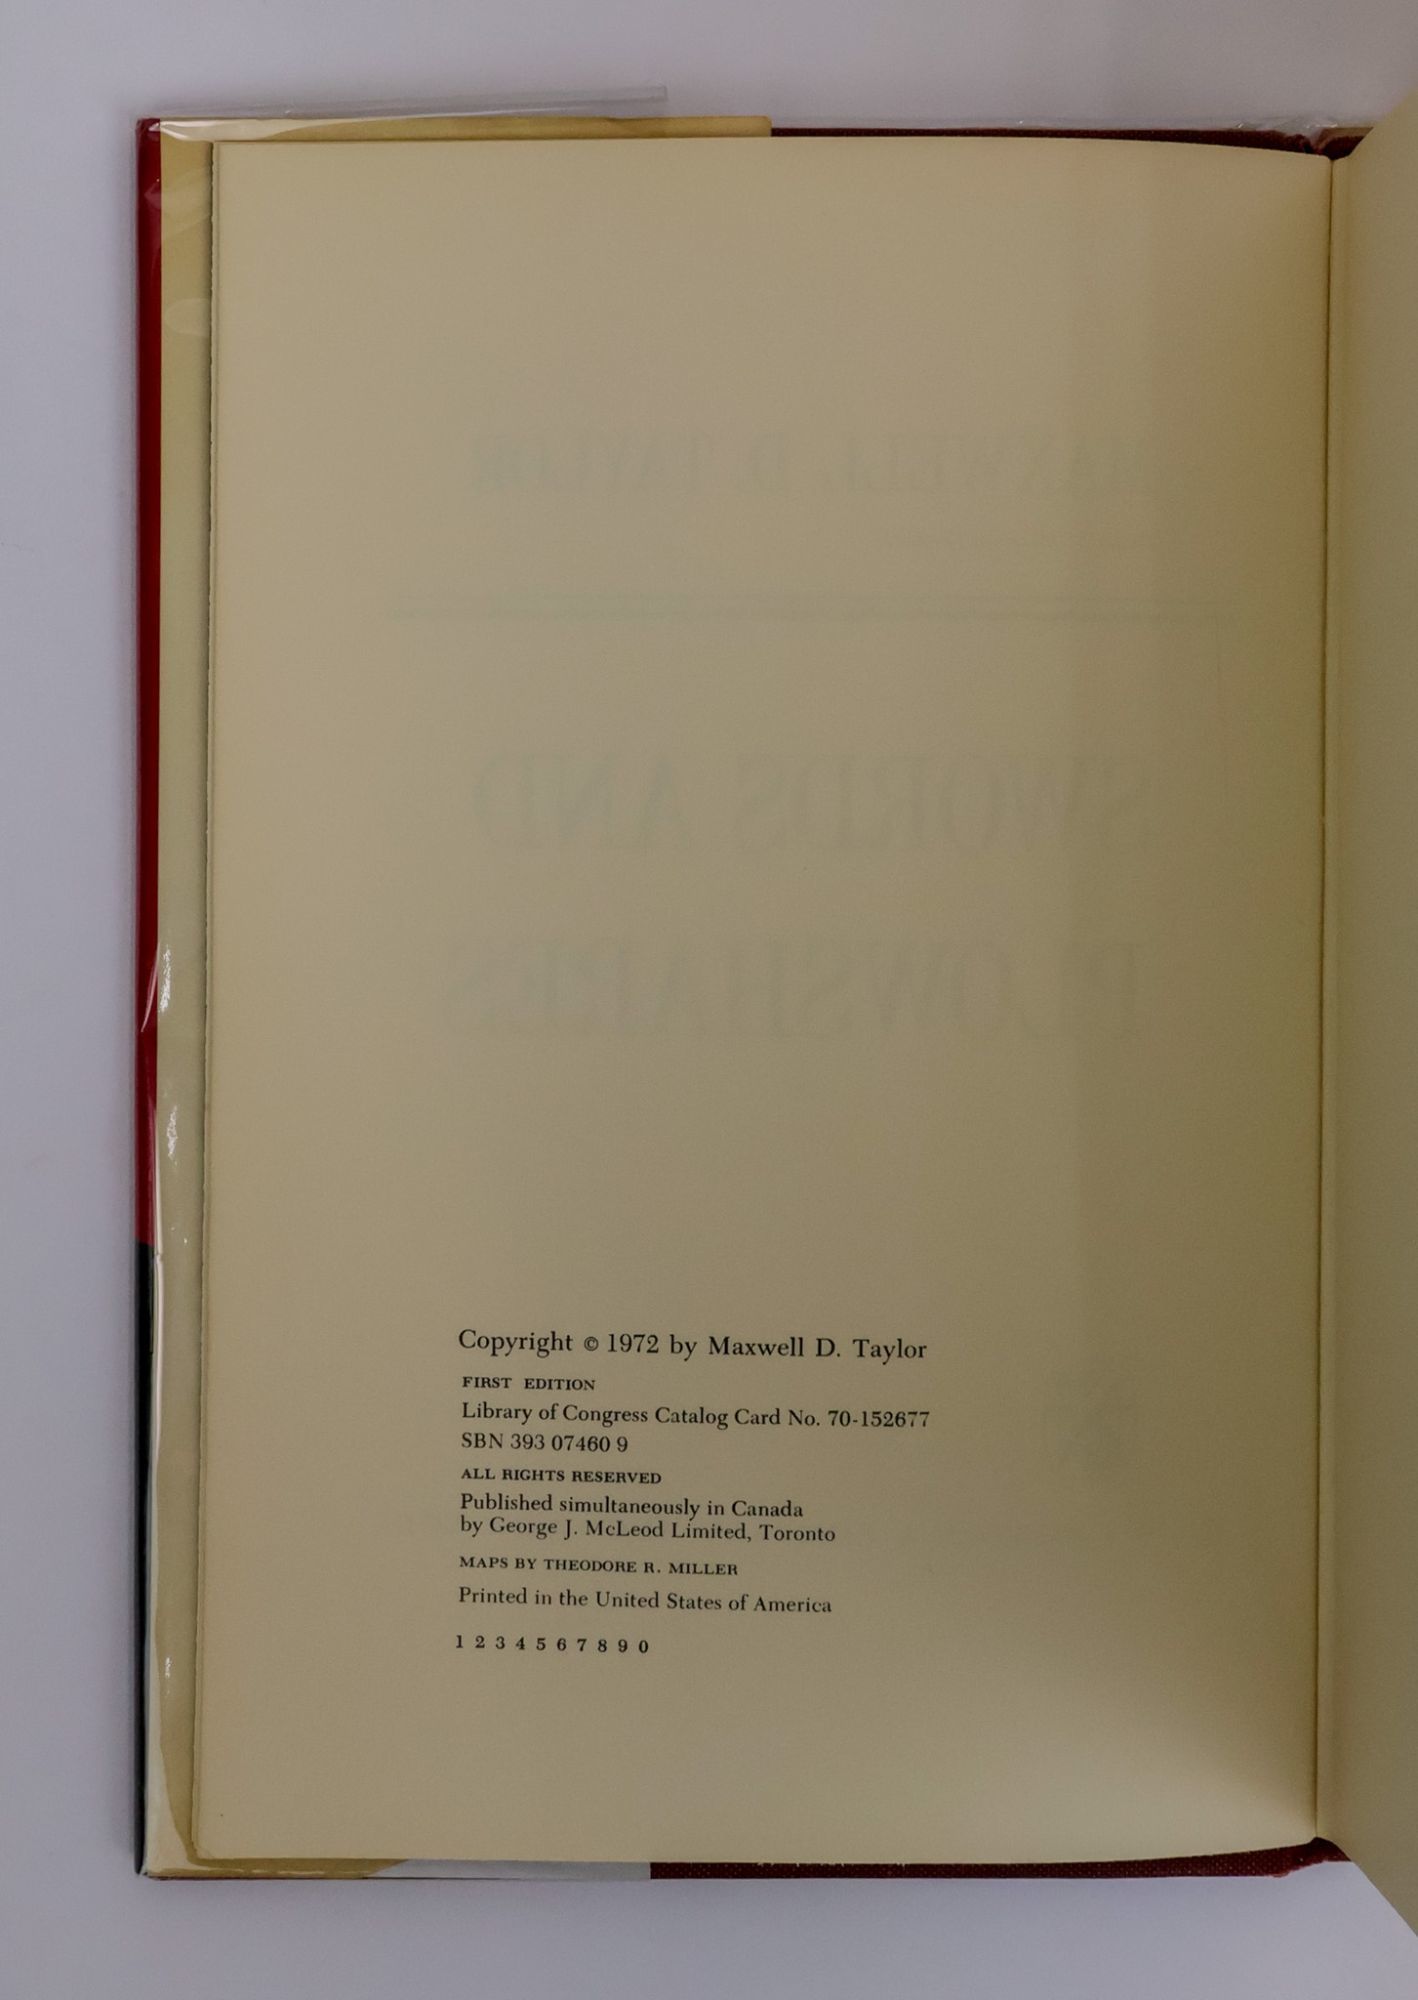 Copyright © 1972 by Maxwell D. Taylor
FIRST EDITION
Library of Congress Catalog Card No. 70-152677
SBN 393 07460 9
ALL RIGHTS RESERVED
Published simultaneously in Canada
by George J. McLeod Limited, Toronto
MAPS BY THEODORE R. MILLER
Printed in the United States of America
1 2 3 4 5 6 7 8 9 0